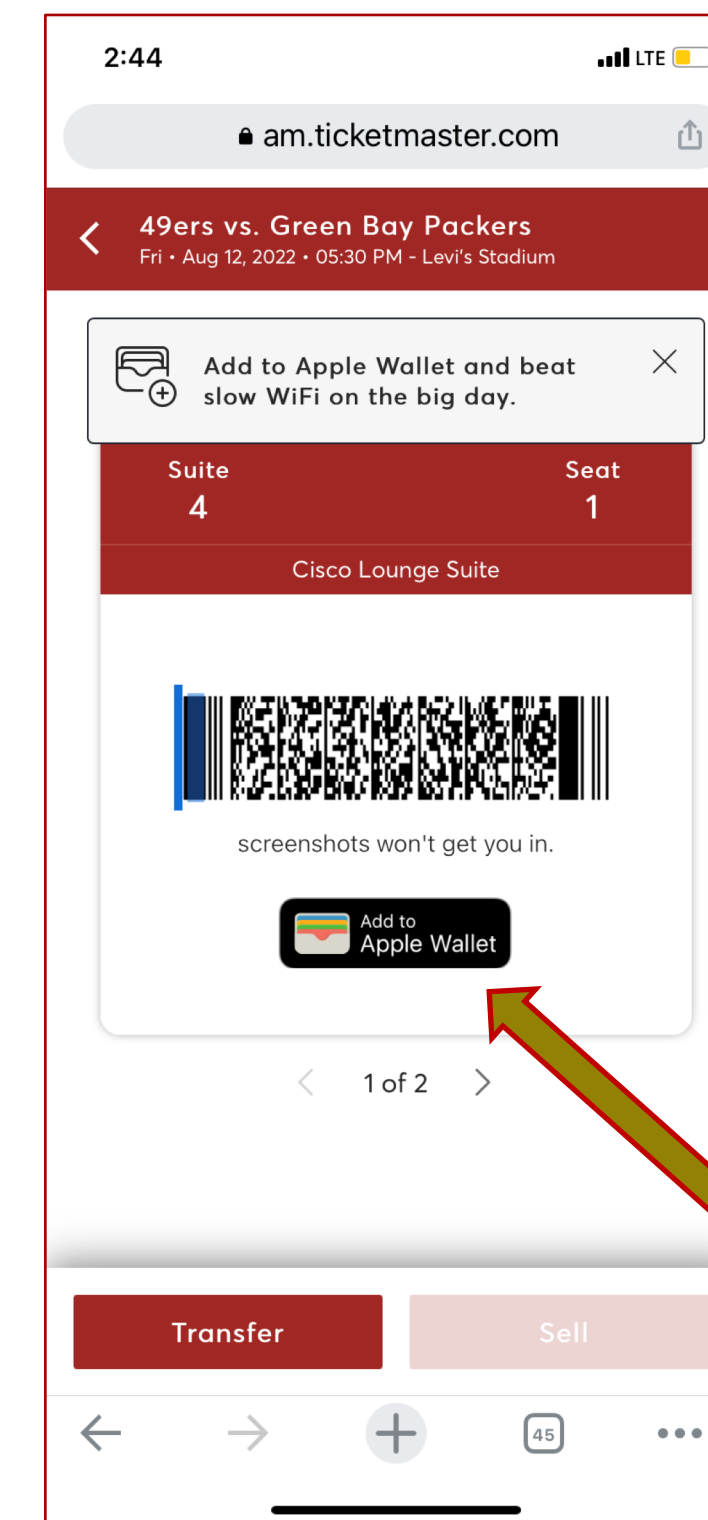 2:44 LTE
am.ticketmaster.com
49ers vs. Green Bay Packers
Fri • Aug 12, 2022 • 05:30 PM - Levi's Stadium
Add to Apple Wallet and beat
slow WiFi on the big day.
Suite Seat
4 1
Cisco Lounge Suite
screenshots won't get you in.
Add to
Apple Wallet
1 of 2
Transfer Sell
45